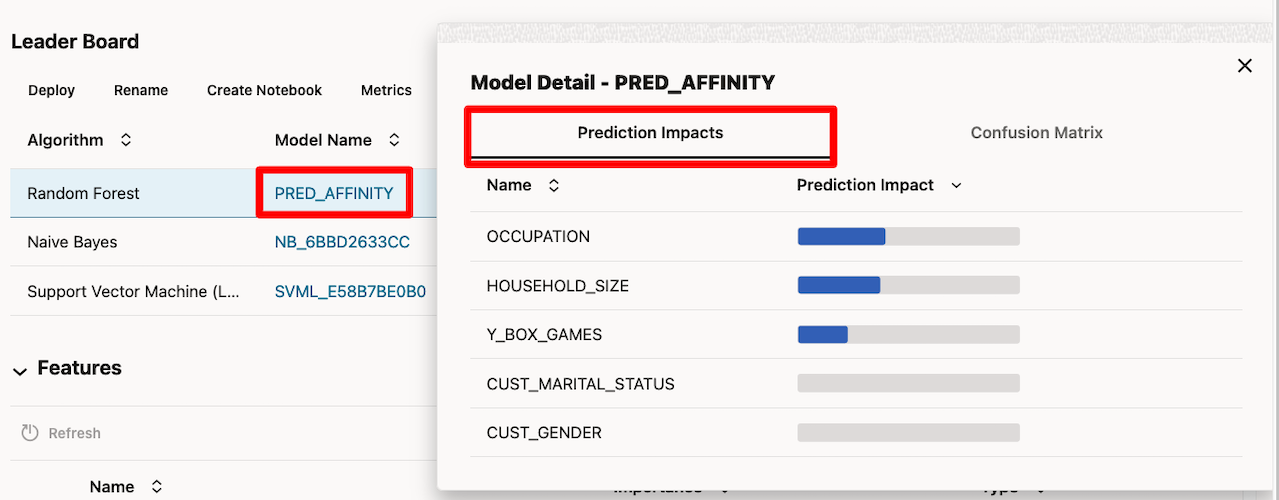 Leader Board
Deploy Rename Create Notebook Metrics
Algorithm Model Name
Random Forest PRED_AFFINITY
Naive Bayes NB_6BBD2633CC
Support Vector Machine (L... SVML_E58B7BE0B0
Features
Refresh
Name
Model Detail - PRED_AFFINITY
Prediction Impacts Confusion Matrix
Name Prediction Impact
OCCUPATION
HOUSEHOLD_SIZE
Y_BOX_GAMES
CUST_MARITAL_STATUS
CUST_GENDER